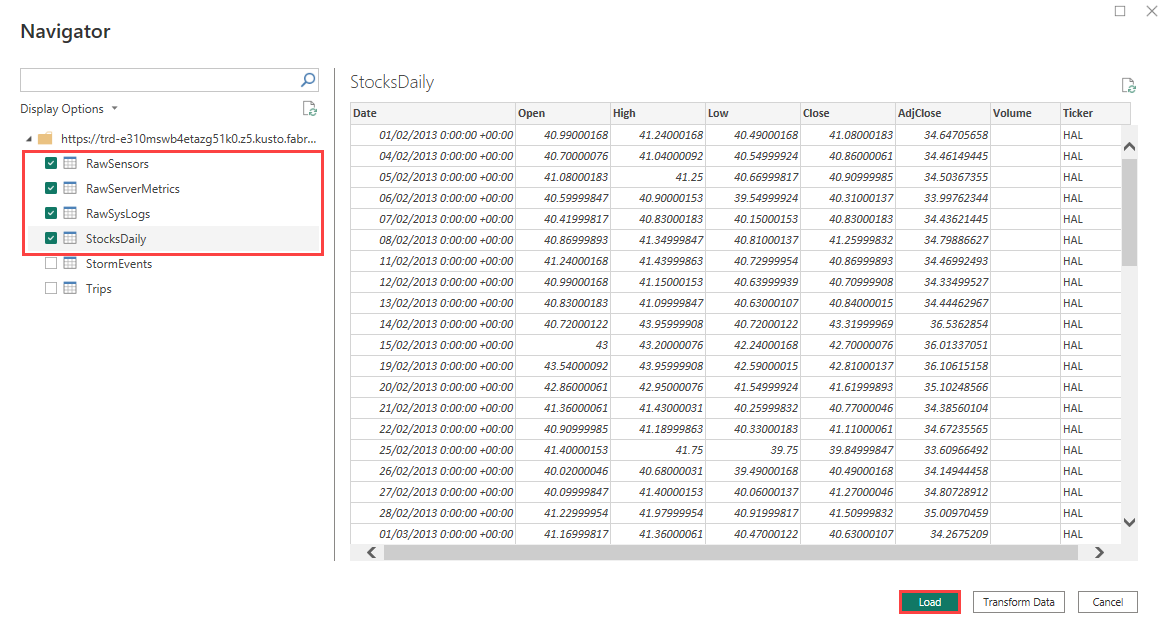 Navigator
Display Options
https://trd-e310mswb4etazg51k0.z5.kusto.fabr...
RawSensors
RawServerMetrics
RawSysLogs
StocksDaily
StormEvents
Trips
StocksDaily
Date Open High Low Close AdjClose Volume Ticker
01/02/2013 0:00:00 +00:00 40.99000168 41.24000168 40.49000168 41.08000183 34.64705658 HAL
04/02/2013 0:00:00 +00:00 40.70000076 41.04000092 40.54999924 40.86000061 34.46149445 HAL
05/02/2013 0:00:00 +00:00 41.08000183 41.25 40.66999817 40.90999985 34.50367355 HAL
06/02/2013 0:00:00 +00:00 40.59999847 40.90000153 39.54999924 40.31000137 33.99762344 HAL
07/02/2013 0:00:00 +00:00 40.41999817 40.83000183 40.15000153 40.83000183 34.43621445 HAL
08/02/2013 0:00:00 +00:00 40.86999893 41.34999847 40.81000137 41.25999832 34.79886627 HAL
11/02/2013 0:00:00 +00:00 41.24000168 41.43999863 40.72999954 40.86999893 34.46992493 HAL
12/02/2013 0:00:00 +00:00 40.99000168 41.15000153 40.63999939 40.70999908 34.33499527 HAL
13/02/2013 0:00:00 +00:00 40.83000183 41.09999847 40.63000107 40.84000015 34.44462967 HAL
14/02/2013 0:00:00 +00:00 40.72000122 43.95999908 40.72000122 43.31999969 36.5362854 HAL
15/02/2013 0:00:00 +00:00 43 43.20000076 42.24000168 42.70000076 36.01337051 HAL
19/02/2013 0:00:00 +00:00 43.54000092 43.95999908 42.59000015 42.81000137 36.10615158 HAL
20/02/2013 0:00:00 +00:00 42.86000061 42.95000076 41.54999924 41.61999893 35.10248566 HAL
21/02/2013 0:00:00 +00:00 41.36000061 41.43000031 40.25999832 40.77000046 34.38560104 HAL
22/02/2013 0:00:00 +00:00 40.90999985 41.18999863 40.33000183 41.11000061 34.67235565 HAL
25/02/2013 0:00:00 +00:00 41.40000153 41.75 39.75 39.84999847 33.60966492 HAL
26/02/2013 0:00:00 +00:00 40.02000046 40.68000031 39.49000168 40.49000168 34.14944458 HAL
27/02/2013 0:00:00 +00:00 40.09999847 41.40000153 40.06000137 41.27000046 34.80728912 HAL
28/02/2013 0:00:00 +00:00 41.22999954 41.97999954 40.91999817 41.50999832 35.00970459 HAL
01/03/2013 0:00:00 +00:00 41.16999817 41.36000061 40.47000122 40.63000107 34.2675209 HAL
Load Transform Data Cancel